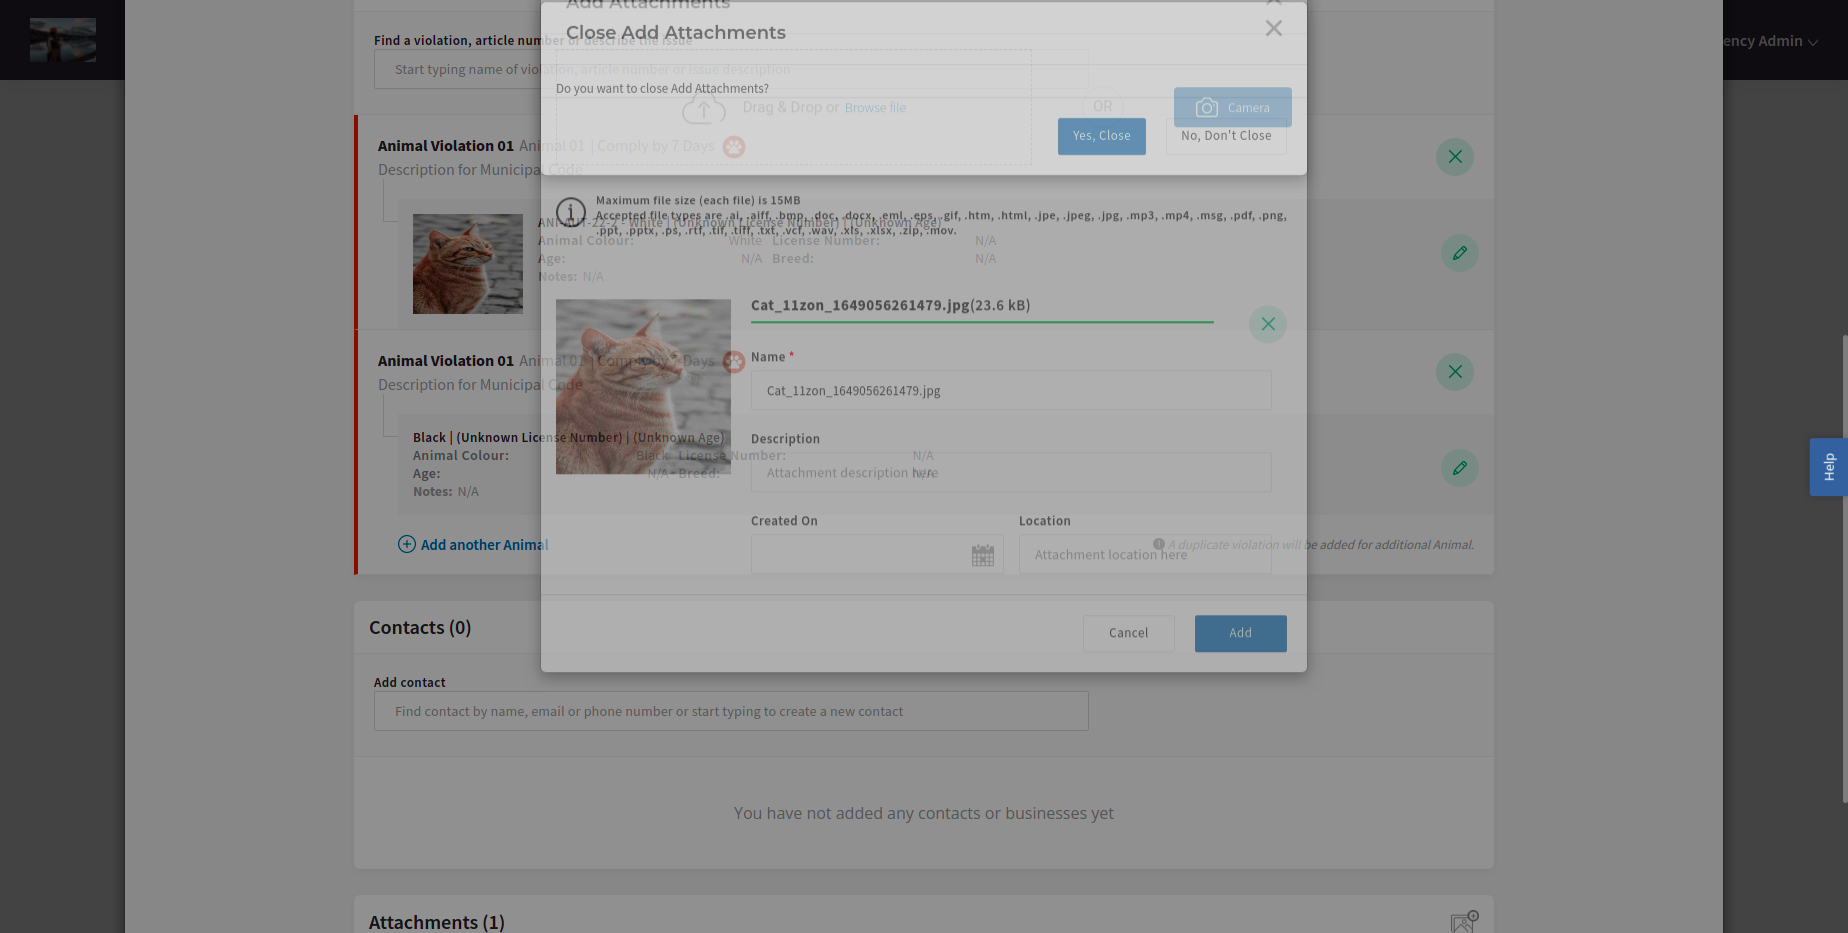 Add Attachments
Close Add Attachments
ency Admin
Find a violation, article number or describe the issue
Start typing name of violation, article number or issue description
Do you want to close Add Attachments?
Drag & Drop or Browse file
OR
Camera
Yes, Close
No, Don't Close
Animal Violation 01 Animal 01 | Comply by 7 Days
Description for Municipal Code
Maximum file size (each file) is 15MB
Accepted file types are .ai, .aiff, .bmp, .doc, .docx, .eml, .eps, .gif, .htm, .html, .jpe, .jpeg, .jpg, .mp3, .mp4, .msg, .pdf, .png,
.ppt, .pptx, .ps, .rtf, .tif, .tiff, .txt, .vcf, .wav, .xls, .xlsx, .zip, .mov.
ANI-AUT-22-2 - White | (Unknown License Number) | (Unknown Age)
Animal Colour: White License Number: N/A
Age: N/A Breed: N/A
Notes: N/A
Cat_11zon_1649056261479.jpg(23.6 kB)
Name *
Cat_11zon_1649056261479.jpg
Animal Violation 01 Animal 01 | Comply by 7 Days
Description for Municipal Code
Description
Attachment description here
Black | (Unknown License Number) | (Unknown Age)
Animal Colour: Black License Number: N/A
Age: N/A Breed: N/A
Notes: N/A
Help
Created On
Location
Attachment location here
Add another Animal
A duplicate violation will be added for additional Animal.
Contacts (0)
Cancel
Add
Add contact
Find contact by name, email or phone number or start typing to create a new contact
You have not added any contacts or businesses yet
Attachments (1)